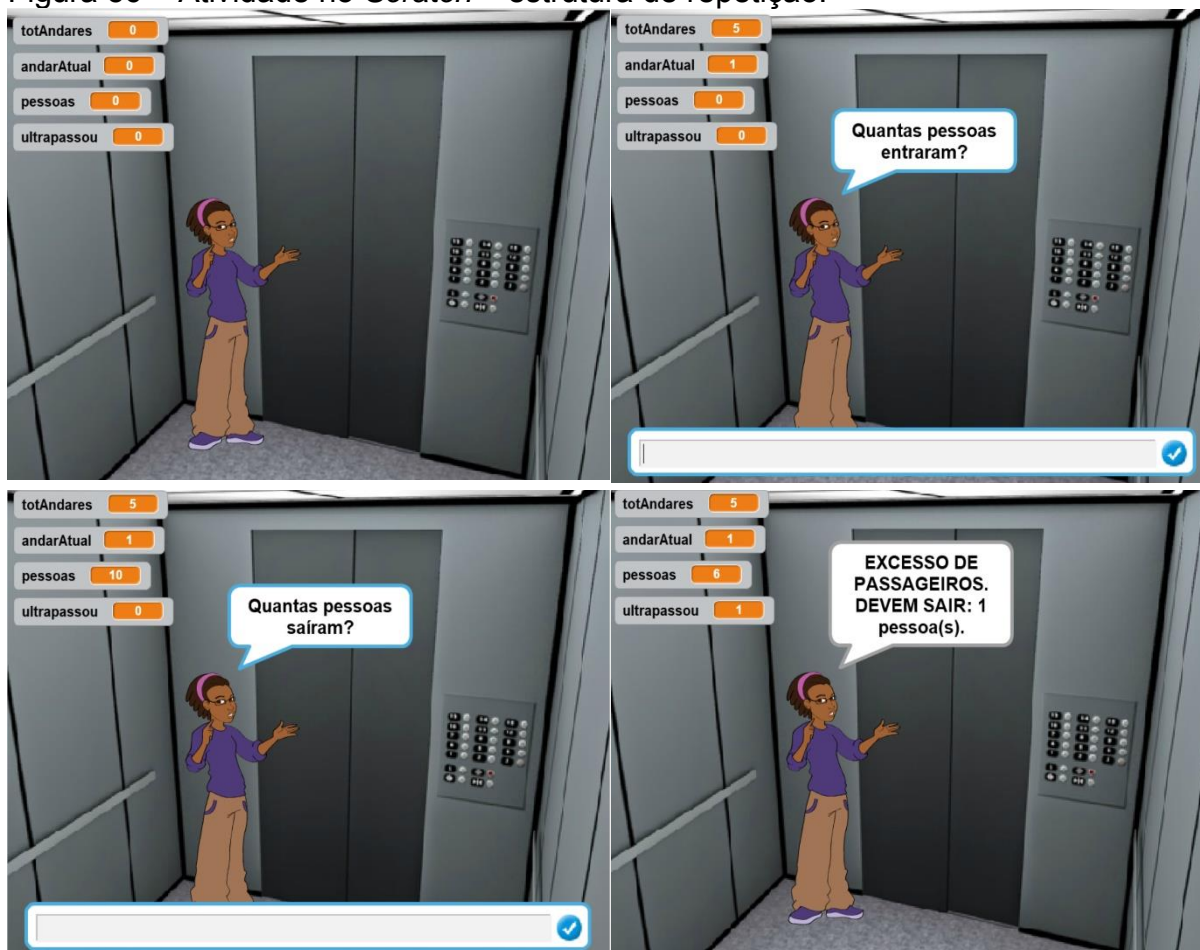 Atividade no Scratch – estrutura de repetição.
totAndares 0
andarAtual 0
pessoas 0
ultrapassou 0
totAndares 5
andarAtual 1
pessoas 0
ultrapassou 0
Quantas pessoas
entraram?
totAndares 5
andarAtual 1
pessoas 10
ultrapassou 0
Quantas pessoas
saíram?
totAndares 5
andarAtual 1
pessoas 6
ultrapassou 1
EXCESSO DE
PASSAGEIROS.
DEVEM SAIR: 1
pessoa(s).